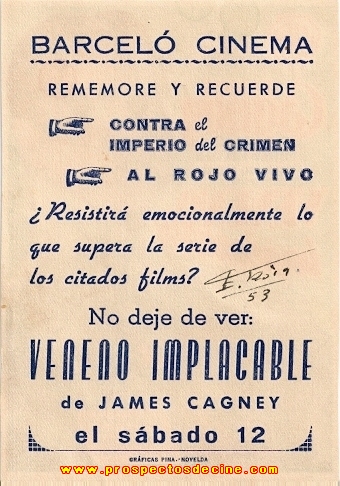 BARCELÓ CINEMA
REMEMORE Y RECUERDE
CONTRA el
IMPERIO del CRIMEN
AL ROJO VIVO
¿Resistirá emocionalmente lo
que supera la serie de
los citados films?
53
No deje de ver:
VENENO IMPLACABLE
de JAMES CAGNEY
el sábado 12
GRÁFICAS PINA.-NOVELDA
www.prospectosdecine.com